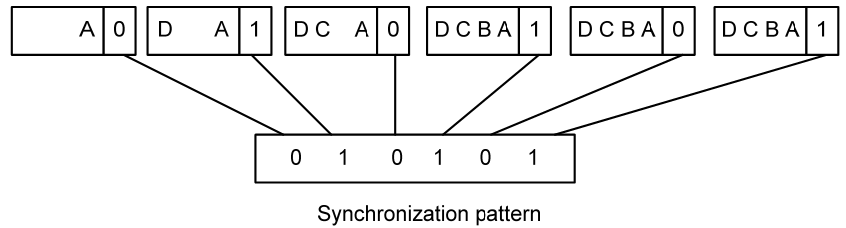 A 0 D A 1 D C A 0 D C B A 1 D C B A 0 D C B A 1
0 1 0 1 0 1
Synchronization pattern